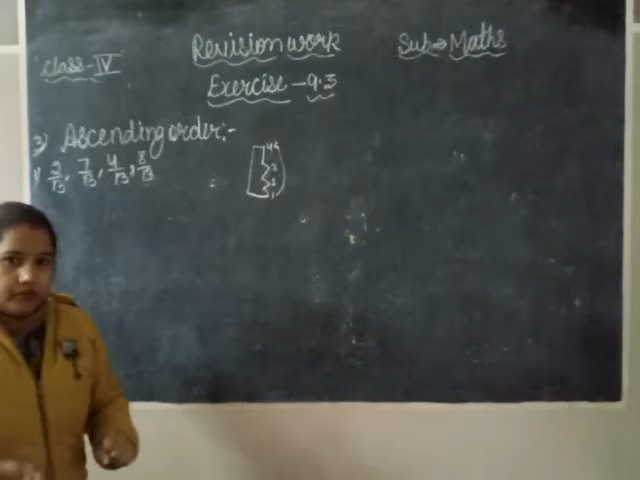 Revision work
Sub⇒Maths
Class-IV
Exercise-9.3
3) Ascending order:-
1) 2/13, 7/13, 4/13, 8/13